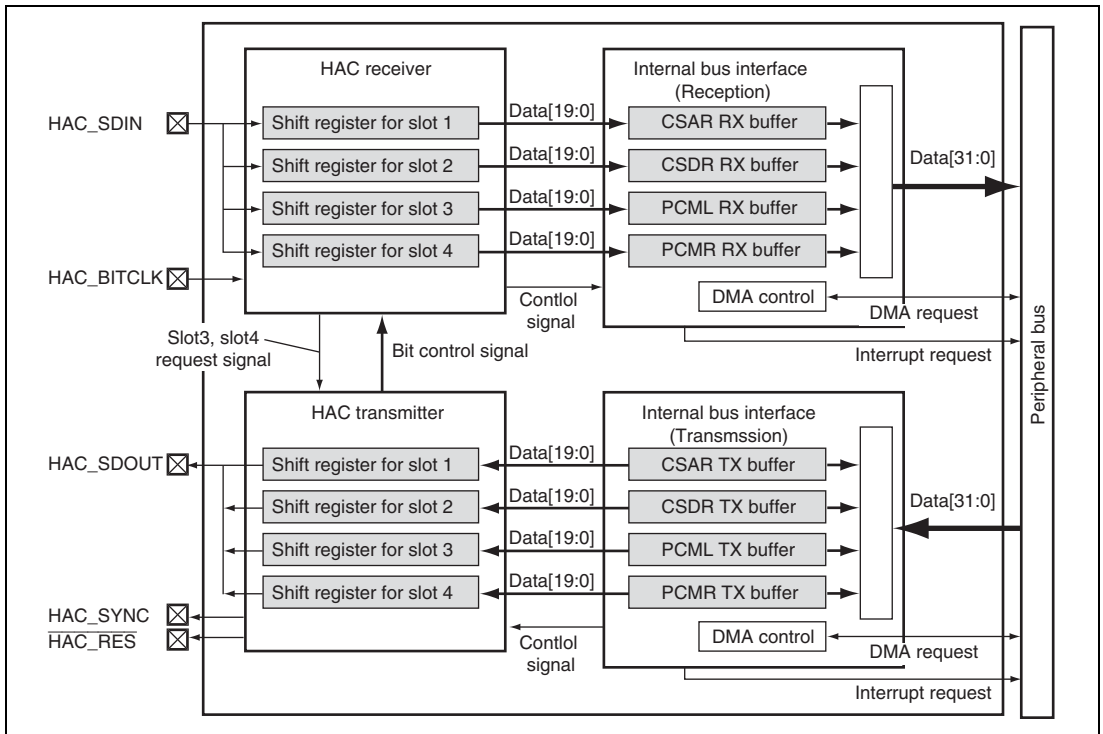 HAC receiver
Internal bus interface
(Reception)
HAC_SDIN
Shift register for slot 1
Data[19:0]
CSAR RX buffer
Shift register for slot 2
Data[19:0]
CSDR RX buffer
Data[31:0]
Shift register for slot 3
Data[19:0]
PCML RX buffer
Shift register for slot 4
Data[19:0]
PCMR RX buffer
HAC_BITCLK
Contlol
signal
DMA control
DMA request
Interrupt request
Slot3, slot4
request signal
Bit control signal
Peripheral bus
HAC transmitter
Internal bus interface
(Transmssion)
HAC_SDOUT
Shift register for slot 1
Data[19:0]
CSAR TX buffer
Shift register for slot 2
Data[19:0]
CSDR TX buffer
Data[31:0]
Shift register for slot 3
Data[19:0]
PCML TX buffer
Shift register for slot 4
Data[19:0]
PCMR TX buffer
HAC_SYNC
HAC_RES
Contlol
signal
DMA control
DMA request
Interrupt request